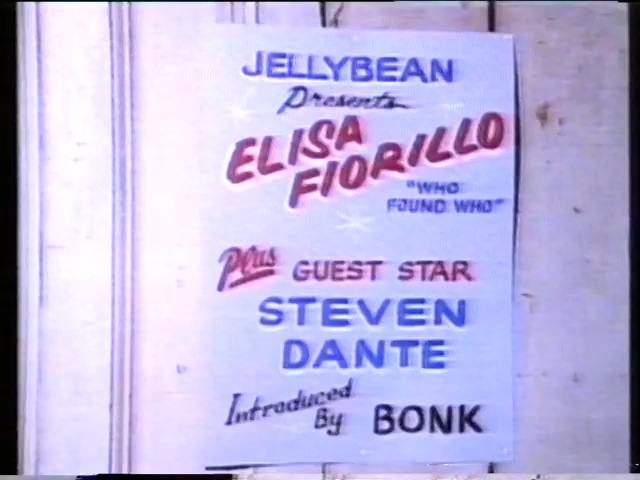 JELLYBEAN
Presents
ELISA
FIORILLO
"WHO
FOUND WHO"
Plus GUEST STAR
STEVEN
DANTE
Introduced
By BONK